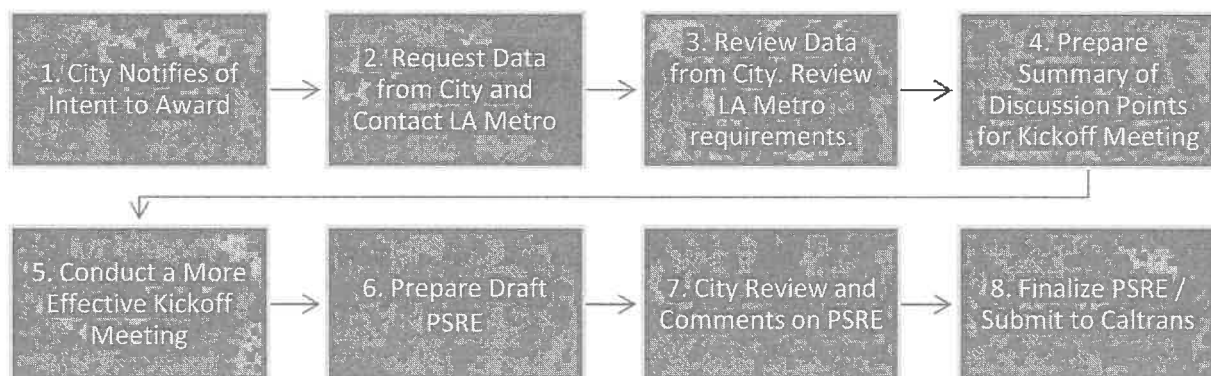 1. City Notifies of
Intent to Award
2. Request Data
from City and
Contact LA Metro
3. Review Data
from City. Review
LA Metro
requirements.
4. Prepare
Summary of
Discussion Points
for Kickoff Meeting
5. Conduct a More
Effective Kickoff
Meeting
6. Prepare Draft
PSRE
7. City Review and
Comments on PSRE
8. Finalize PSRE /
Submit to Caltrans